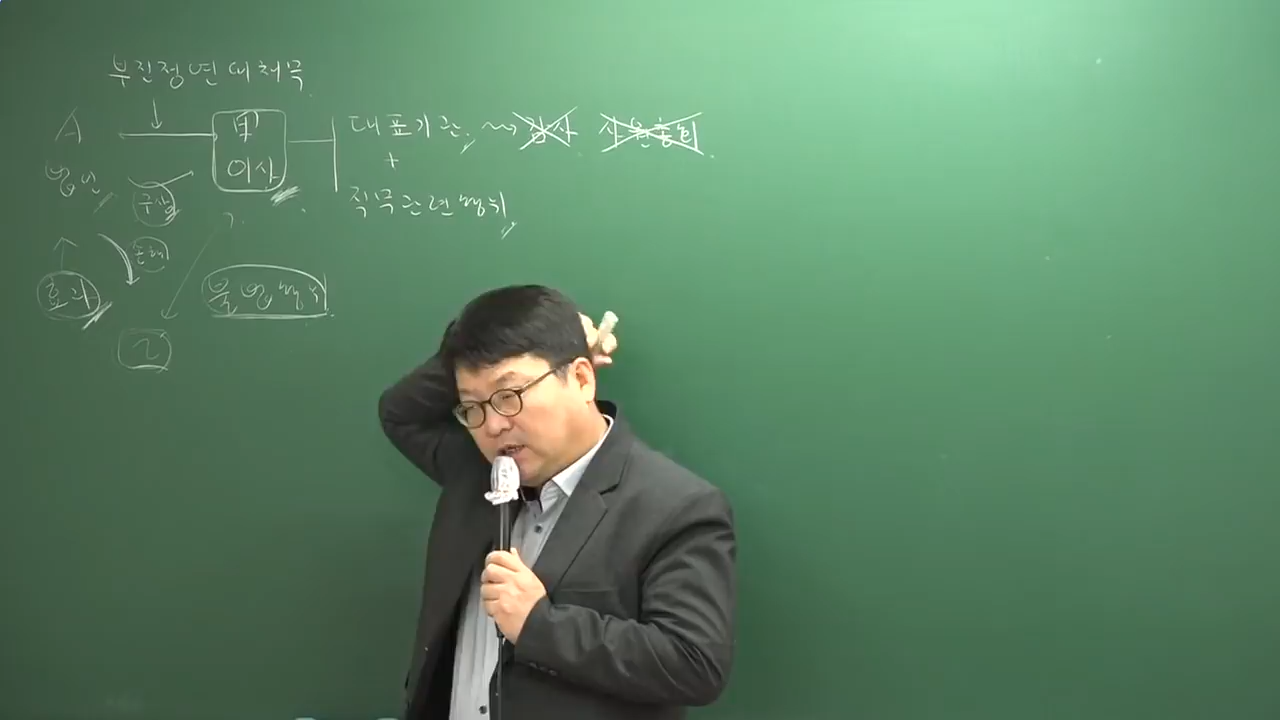 부진정연대채무
A 甲 대표기관 감사 사원총회
법인 이사 +
구상 직무관련행위
손해
효과 불법행위
乙